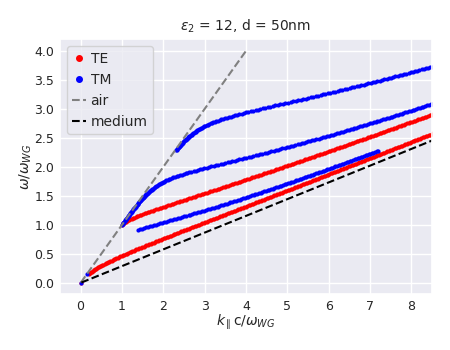 ε₂ = 12, d = 50nm
TE
TM
air
medium
ω/ω_WG
4.0
3.5
3.0
2.5
2.0
1.5
1.0
0.5
0.0
0 1 2 3 4 5 6 7 8
k∥ c/ω_WG